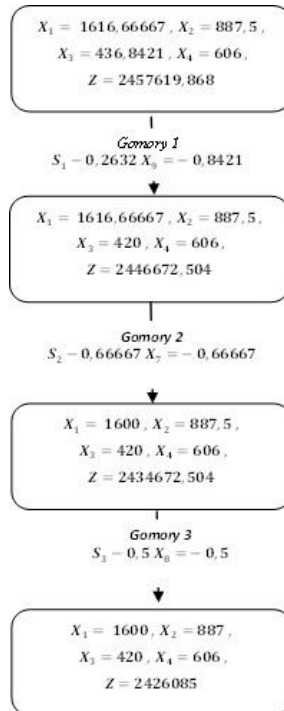 X₁ = 1616,66667 , X₂ = 887,5 ,
X₃ = 436,8421 , X₄ = 606 ,
Z = 2457619,868
Gomory 1
S₁ − 0,2632 X₉ = − 0,8421
X₁ = 1616,66667 , X₂ = 887,5 ,
X₃ = 420 , X₄ = 606 ,
Z = 2446672,504
Gomory 2
S₂ − 0,66667 X₇ = − 0,66667
X₁ = 1600 , X₂ = 887,5 ,
X₃ = 420 , X₄ = 606 ,
Z = 2434672,504
Gomory 3
S₃ − 0,5 X₈ = − 0,5
X₁ = 1600 , X₂ = 887 ,
X₃ = 420 , X₄ = 606 ,
Z = 2426085